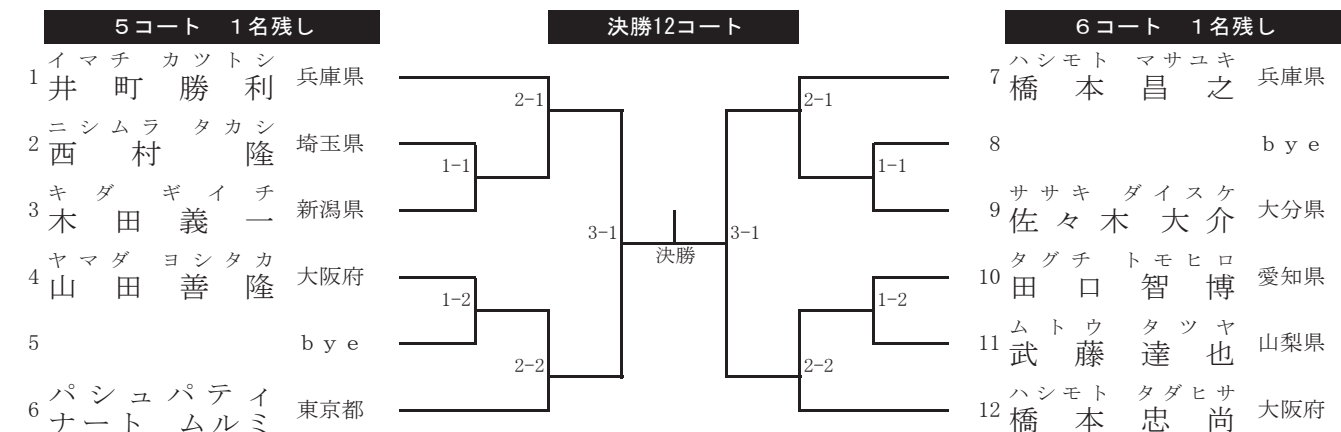 ５コート　１名残し
決勝12コート
６コート　１名残し
イマチ カツトシ
1 井町勝利 兵庫県
ニシムラ タカシ
2 西村隆 埼玉県
キダ ギイチ
3 木田義一 新潟県
ヤマダ ヨシタカ
4 山田善隆 大阪府
5 ｂｙｅ
パシュパティ
6 ナート ムルミ 東京都
2-1
1-1
3-1
1-2
2-2
決勝
2-1
1-1
3-1
1-2
2-2
ハシモト マサユキ
7 橋本昌之 兵庫県
8 ｂｙｅ
ササキ ダイスケ
9 佐々木大介 大分県
タグチ トモヒロ
10 田口智博 愛知県
ムトウ タツヤ
11 武藤達也 山梨県
ハシモト タダヒサ
12 橋本忠尚 大阪府